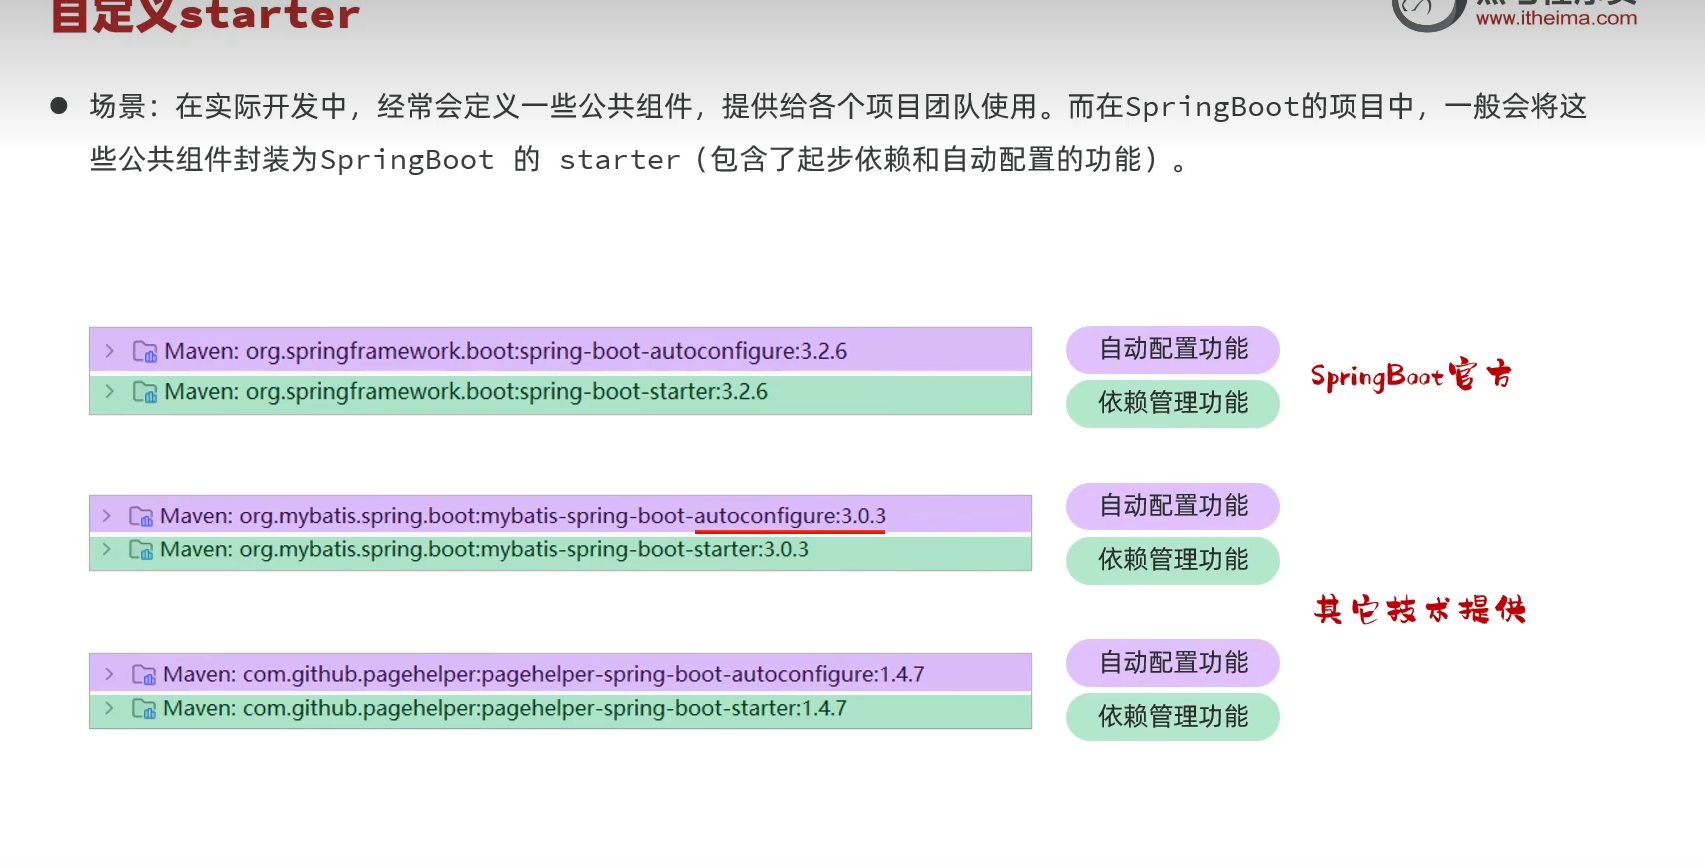 自定义starter
www.itheima.com
● 场景：在实际开发中，经常会定义一些公共组件，提供给各个项目团队使用。而在SpringBoot的项目中，一般会将这
些公共组件封装为SpringBoot 的 starter（包含了起步依赖和自动配置的功能）。
Maven: org.springframework.boot:spring-boot-autoconfigure:3.2.6
自动配置功能
Maven: org.springframework.boot:spring-boot-starter:3.2.6
依赖管理功能
SpringBoot官方
Maven: org.mybatis.spring.boot:mybatis-spring-boot-autoconfigure:3.0.3
自动配置功能
Maven: org.mybatis.spring.boot:mybatis-spring-boot-starter:3.0.3
依赖管理功能
其它技术提供
Maven: com.github.pagehelper:pagehelper-spring-boot-autoconfigure:1.4.7
自动配置功能
Maven: com.github.pagehelper:pagehelper-spring-boot-starter:1.4.7
依赖管理功能